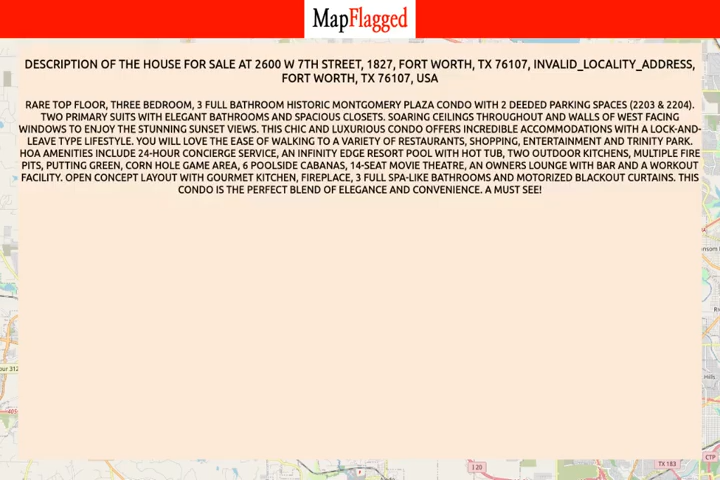 MapFlagged
DESCRIPTION OF THE HOUSE FOR SALE AT 2600 W 7TH STREET, 1827, FORT WORTH, TX 76107, INVALID_LOCALITY_ADDRESS,
FORT WORTH, TX 76107, USA
RARE TOP FLOOR, THREE BEDROOM, 3 FULL BATHROOM HISTORIC MONTGOMERY PLAZA CONDO WITH 2 DEEDED PARKING SPACES (2203 & 2204).
TWO PRIMARY SUITS WITH ELEGANT BATHROOMS AND SPACIOUS CLOSETS. SOARING CEILINGS THROUGHOUT AND WALLS OF WEST FACING
WINDOWS TO ENJOY THE STUNNING SUNSET VIEWS. THIS CHIC AND LUXURIOUS CONDO OFFERS INCREDIBLE ACCOMMODATIONS WITH A LOCK-AND-
LEAVE TYPE LIFESTYLE. YOU WILL LOVE THE EASE OF WALKING TO A VARIETY OF RESTAURANTS, SHOPPING, ENTERTAINMENT AND TRINITY PARK.
HOA AMENITIES INCLUDE 24-HOUR CONCIERGE SERVICE, AN INFINITY EDGE RESORT POOL WITH HOT TUB, TWO OUTDOOR KITCHENS, MULTIPLE FIRE
PITS, PUTTING GREEN, CORN HOLE GAME AREA, 6 POOLSIDE CABANAS, 14-SEAT MOVIE THEATRE, AN OWNERS LOUNGE WITH BAR AND A WORKOUT
FACILITY. OPEN CONCEPT LAYOUT WITH GOURMET KITCHEN, FIREPLACE, 3 FULL SPA-LIKE BATHROOMS AND MOTORIZED BLACKOUT CURTAINS. THIS
CONDO IS THE PERFECT BLEND OF ELEGANCE AND CONVENIENCE. A MUST SEE!
our 312
Mills
CTP
TX 183
I 20